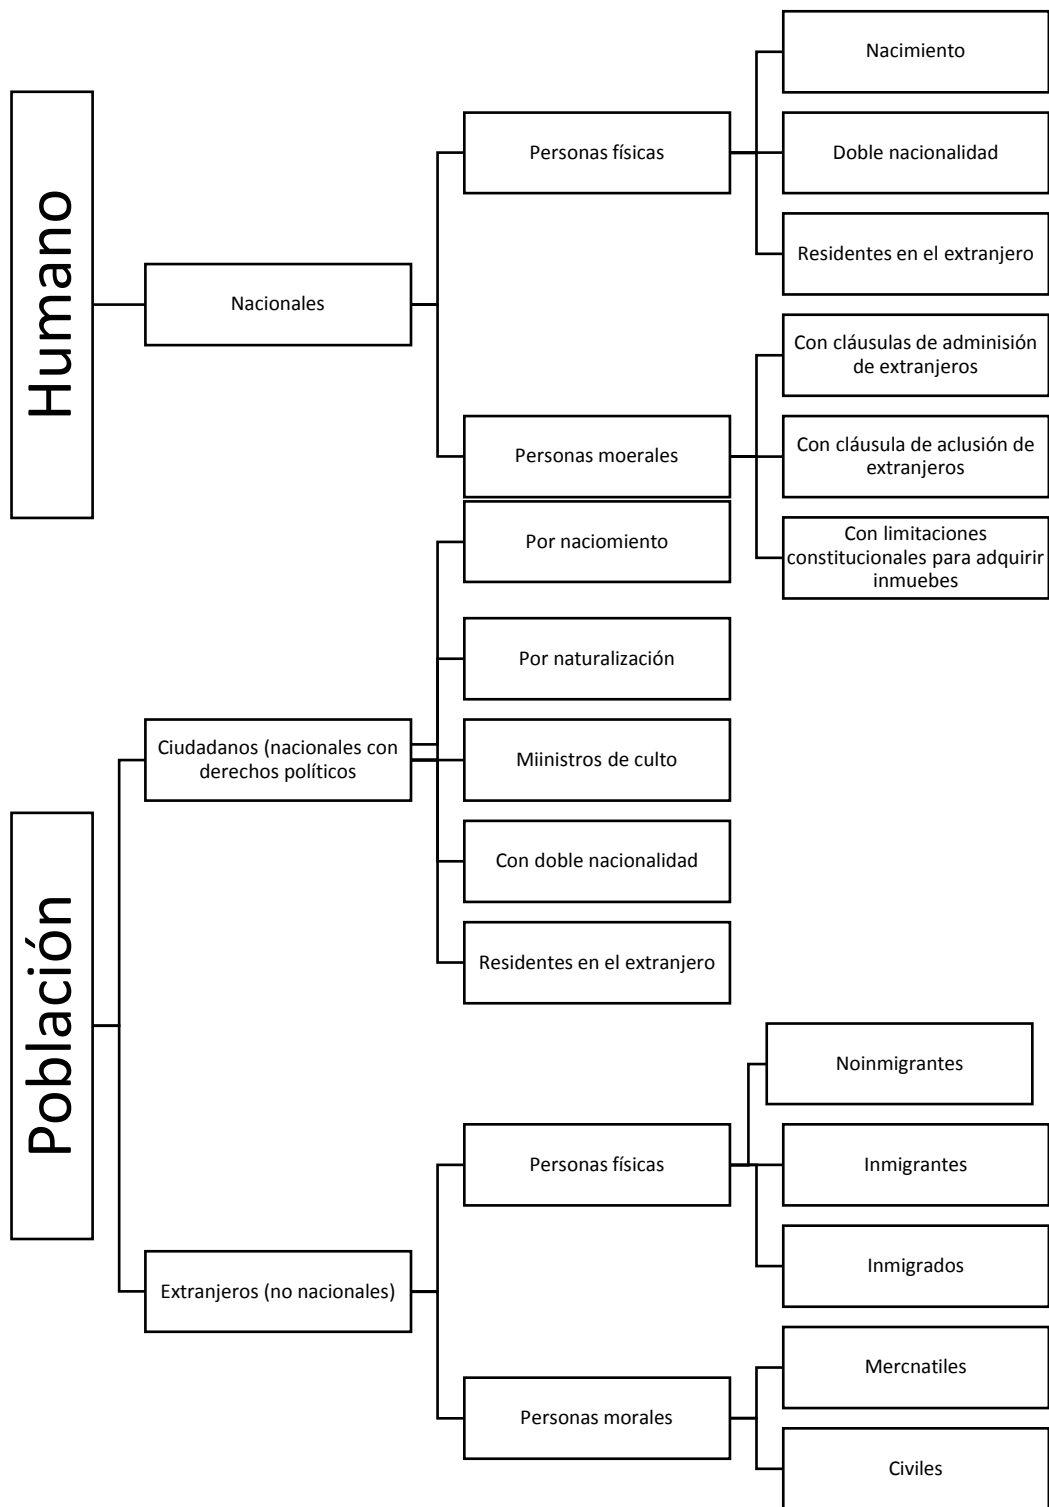 Humano
Nacionales
Personas físicas
Nacimiento
Doble nacionalidad
Residentes en el extranjero
Personas moerales
Con cláusulas de adminisión
de extranjeros
Con cláusula de aclusión de
extranjeros
Con limitaciones
constitucionales para adquirir
inmuebes
Población
Ciudadanos (nacionales con
derechos políticos
Por naciomiento
Por naturalización
Miinistros de culto
Con doble nacionalidad
Residentes en el extranjero
Extranjeros (no nacionales)
Personas físicas
Noinmigrantes
Inmigrantes
Inmigrados
Personas morales
Mercnatiles
Civiles